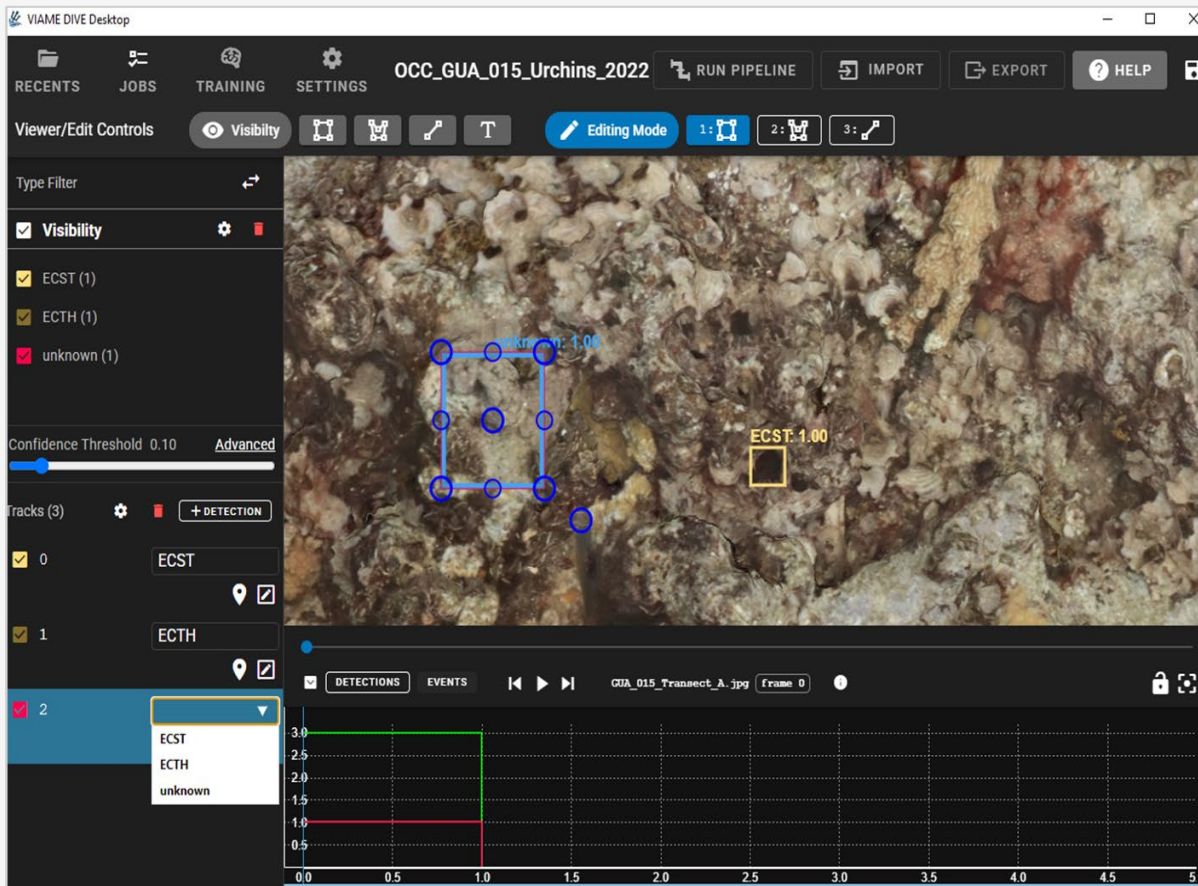 VIAME DIVE Desktop
RECENTS JOBS TRAINING SETTINGS OCC_GUA_015_Urchins_2022 RUN PIPELINE IMPORT EXPORT ? HELP
Viewer/Edit Controls Visibilty T Editing Mode 1: 2: 3:
Type Filter
Visibility
ECST (1)
ECTH (1)
unknown (1)
unknown: 1.00
ECST: 1.00
Confidence Threshold 0.10 Advanced
Tracks (3) + DETECTION
0 ECST
1 ECTH
2
ECST
ECTH
unknown
DETECTIONS EVENTS GUA_015_Transect_A.jpg frame 0
3.0
2.5
2.0
1.5
1.0
0.5
0.0 0.5 1.0 1.5 2.0 2.5 3.0 3.5 4.0 4.5 5